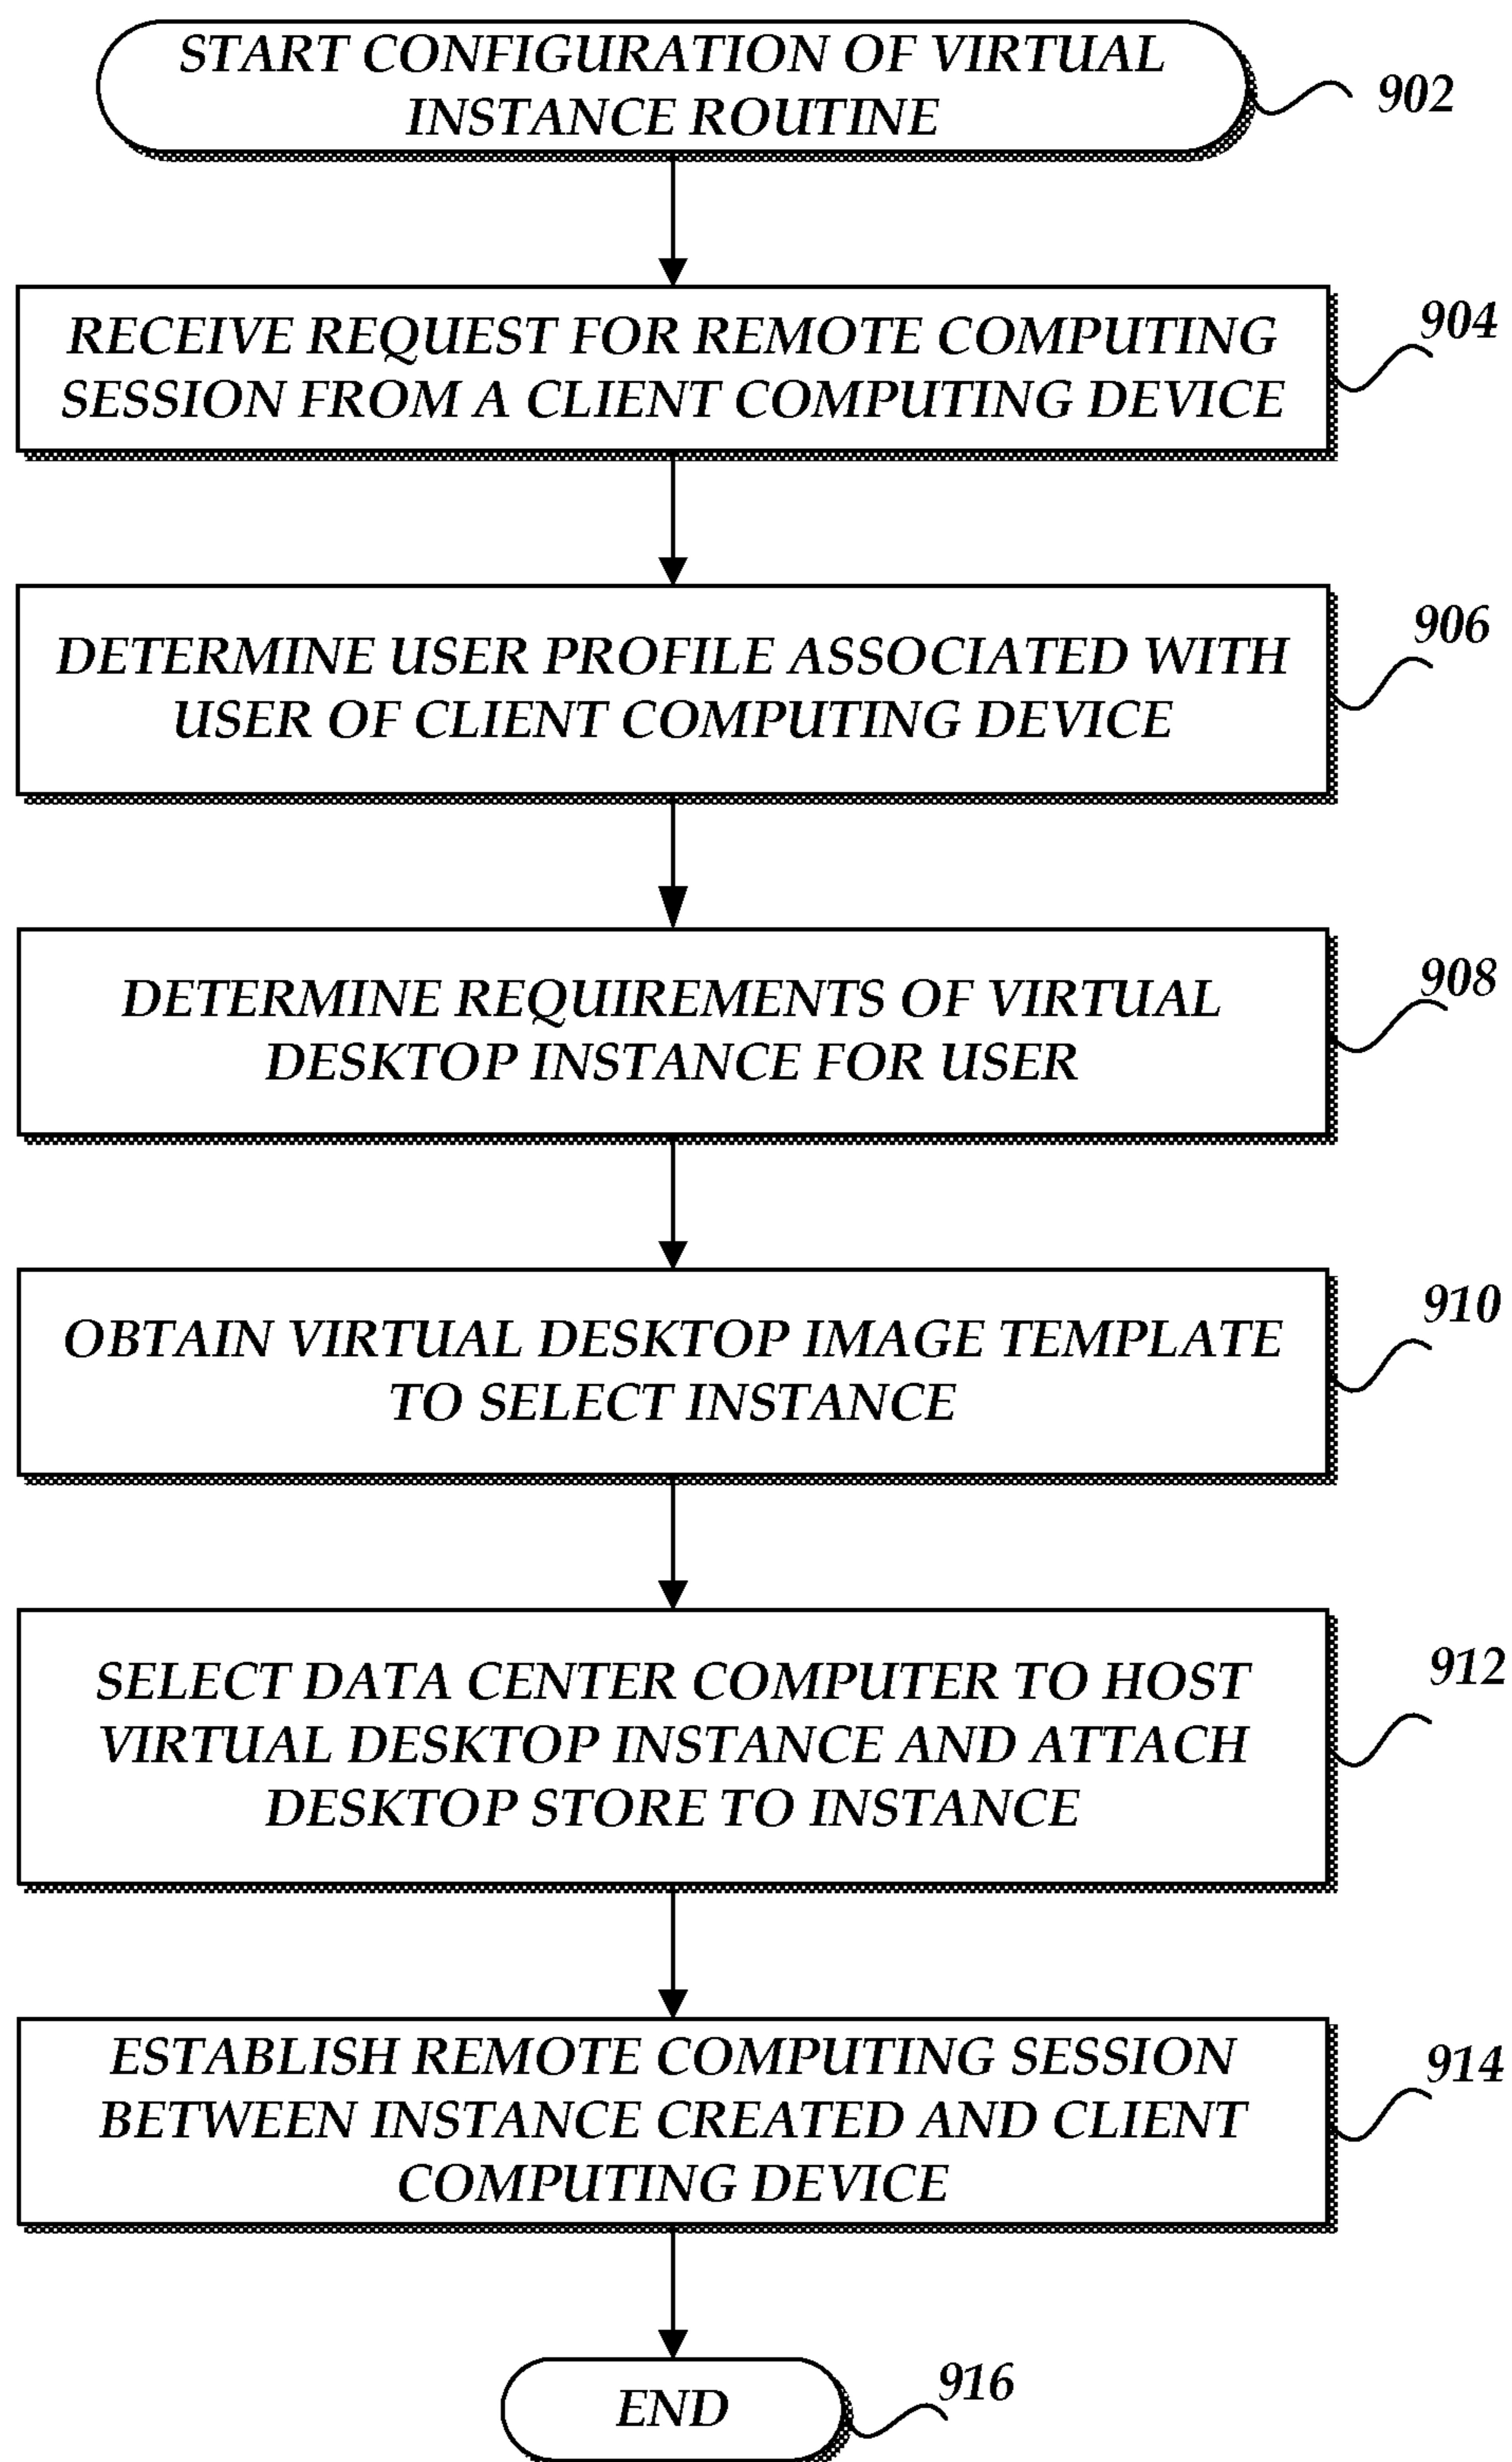 START CONFIGURATION OF VIRTUAL
INSTANCE ROUTINE
902
RECEIVE REQUEST FOR REMOTE COMPUTING
SESSION FROM A CLIENT COMPUTING DEVICE
904
DETERMINE USER PROFILE ASSOCIATED WITH
USER OF CLIENT COMPUTING DEVICE
906
DETERMINE REQUIREMENTS OF VIRTUAL
DESKTOP INSTANCE FOR USER
908
OBTAIN VIRTUAL DESKTOP IMAGE TEMPLATE
TO SELECT INSTANCE
910
SELECT DATA CENTER COMPUTER TO HOST
VIRTUAL DESKTOP INSTANCE AND ATTACH
DESKTOP STORE TO INSTANCE
912
ESTABLISH REMOTE COMPUTING SESSION
BETWEEN INSTANCE CREATED AND CLIENT
COMPUTING DEVICE
914
END
916